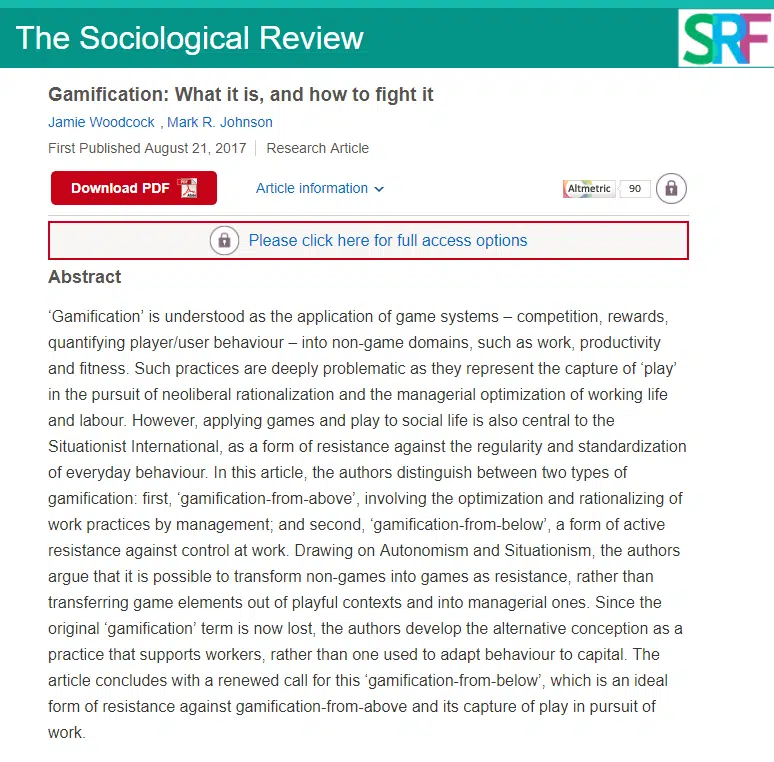 The Sociological Review
SRF
Gamification: What it is, and how to fight it
Jamie Woodcock , Mark R. Johnson
First Published August 21, 2017 Research Article
Download PDF Article information Altmetric 90
Please click here for full access options
Abstract
‘Gamification’ is understood as the application of game systems – competition, rewards,
quantifying player/user behaviour – into non-game domains, such as work, productivity
and fitness. Such practices are deeply problematic as they represent the capture of ‘play’
in the pursuit of neoliberal rationalization and the managerial optimization of working life
and labour. However, applying games and play to social life is also central to the
Situationist International, as a form of resistance against the regularity and standardization
of everyday behaviour. In this article, the authors distinguish between two types of
gamification: first, ‘gamification-from-above’, involving the optimization and rationalizing of
work practices by management; and second, ‘gamification-from-below’, a form of active
resistance against control at work. Drawing on Autonomism and Situationism, the authors
argue that it is possible to transform non-games into games as resistance, rather than
transferring game elements out of playful contexts and into managerial ones. Since the
original ‘gamification’ term is now lost, the authors develop the alternative conception as a
practice that supports workers, rather than one used to adapt behaviour to capital. The
article concludes with a renewed call for this ‘gamification-from-below’, which is an ideal
form of resistance against gamification-from-above and its capture of play in pursuit of
work.